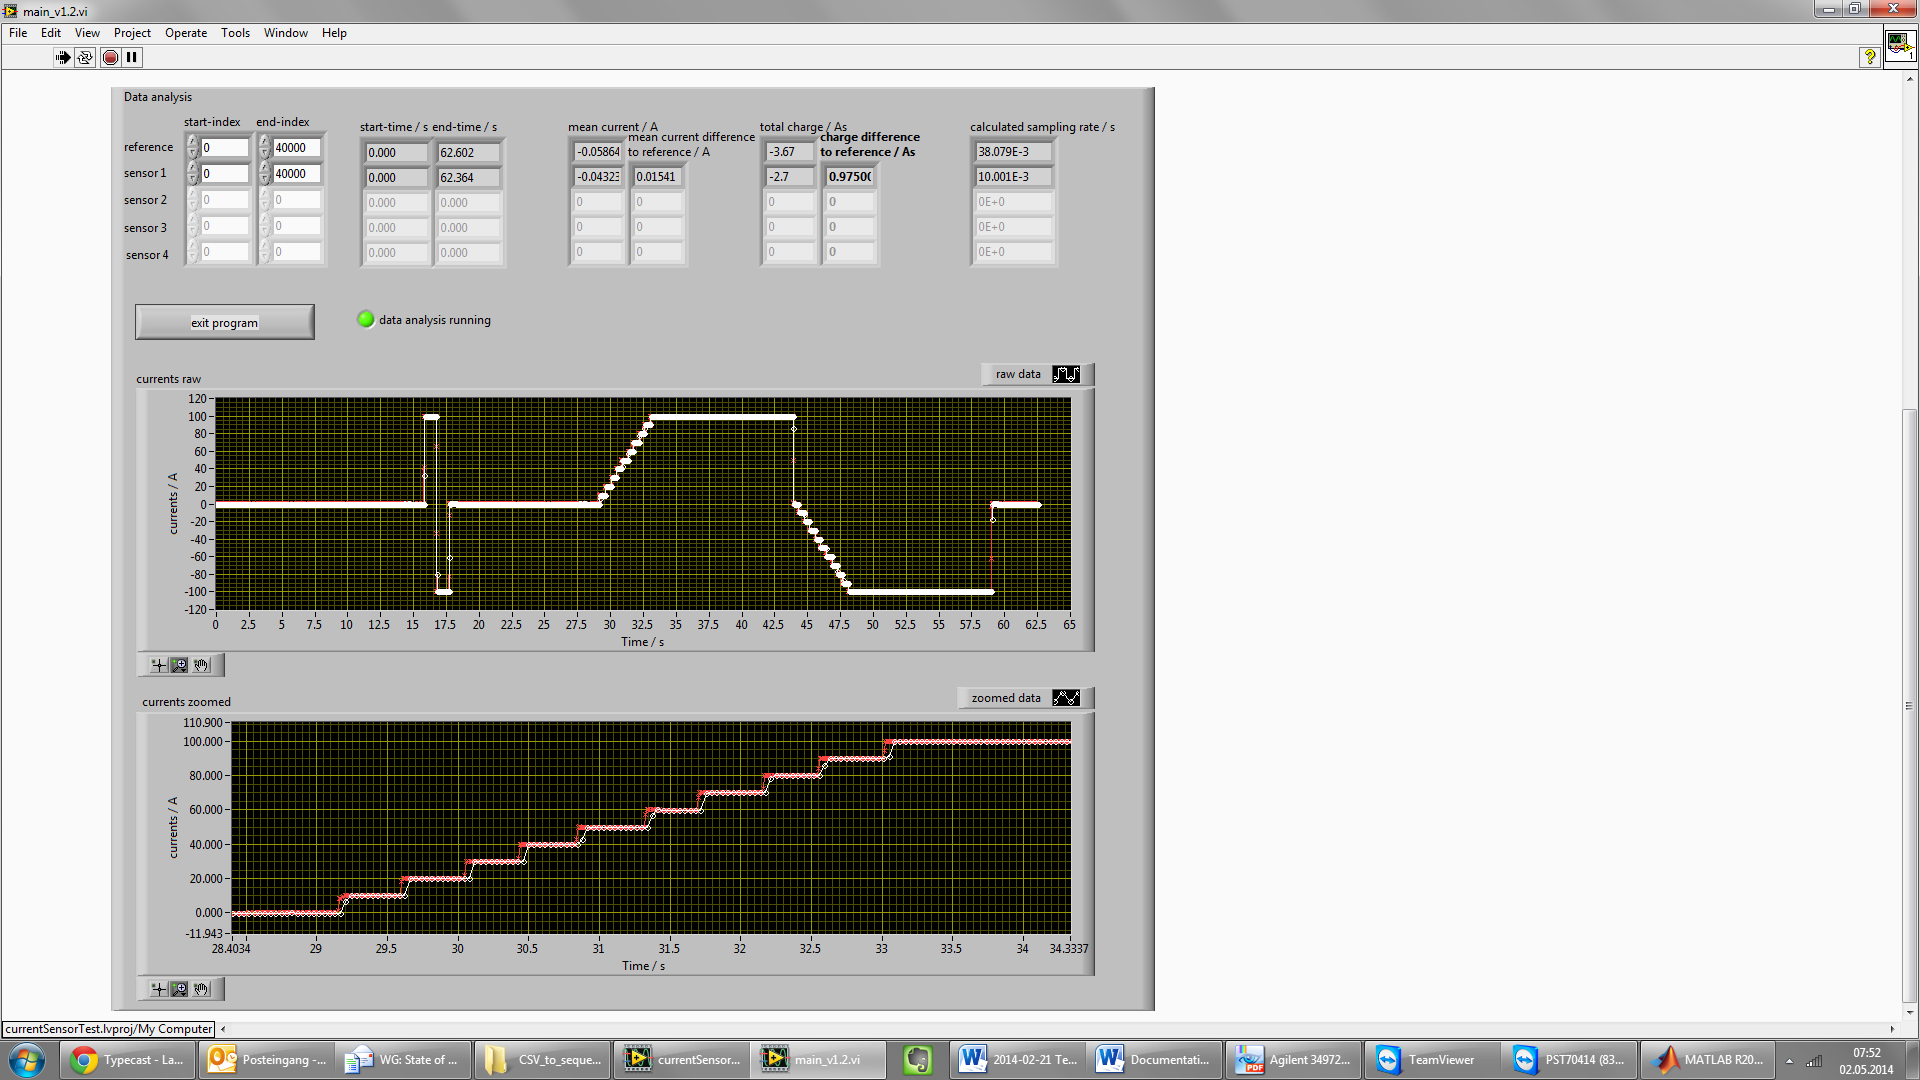 main_v1.2.vi
File Edit View Project Operate Tools Window Help
Data analysis
start-index end-index
start-time / s end-time / s
mean current / A
mean current difference to reference / A
total charge / As
charge difference to reference / As
calculated sampling rate / s
reference 0 40000 0.000 62.602 -0.05864 -3.67 38.079E-3
sensor 1 0 40000 0.000 62.364 -0.04323 0.01541 -2.7 0.97500 10.001E-3
sensor 2 0 0 0.000 0.000 0 0 0 0 0E+0
sensor 3 0 0 0.000 0.000 0 0 0 0 0E+0
sensor 4 0 0 0.000 0.000 0 0 0 0 0E+0
exit program
data analysis running
currents raw
raw data
currents / A
120
100
80
60
40
20
0
-20
-40
-60
-80
-100
-120
0 2.5 5 7.5 10 12.5 15 17.5 20 22.5 25 27.5 30 32.5 35 37.5 40 42.5 45 47.5 50 52.5 55 57.5 60 62.5 65
Time / s
currents zoomed
zoomed data
currents / A
110.900
100.000
80.000
60.000
40.000
20.000
0.000
-11.943
28.4034 29 29.5 30 30.5 31 31.5 32 32.5 33 33.5 34 34.3337
Time / s
currentSensorTest.lvproj/My Computer
Typecast - La...
Posteingang -...
WG: State of ...
CSV_to_seque...
currentSensor...
main_v1.2.vi
2014-02-21 Te...
Documentati...
Agilent 34972...
TeamViewer
PST70414 (83...
MATLAB R20...
07:52
02.05.2014